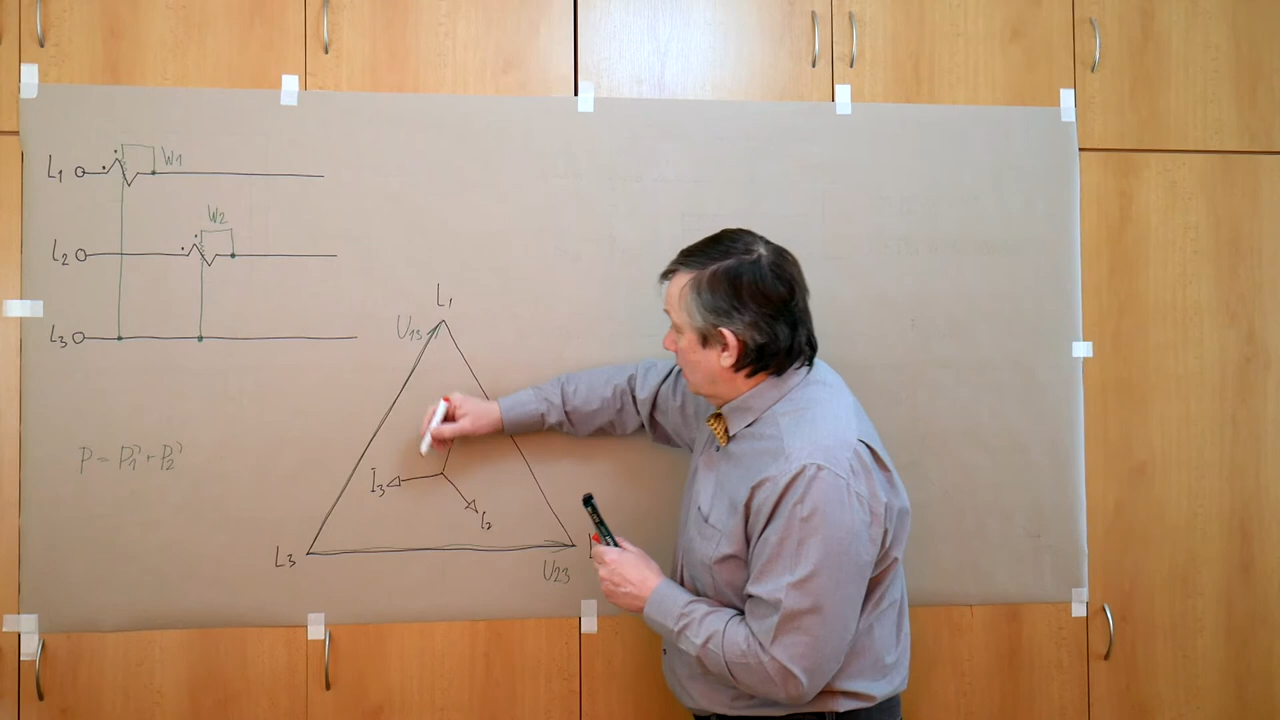 L1
W1
W2
L2
L3
L1
U13
P = P1 + P2
I3
I2
L3
U23